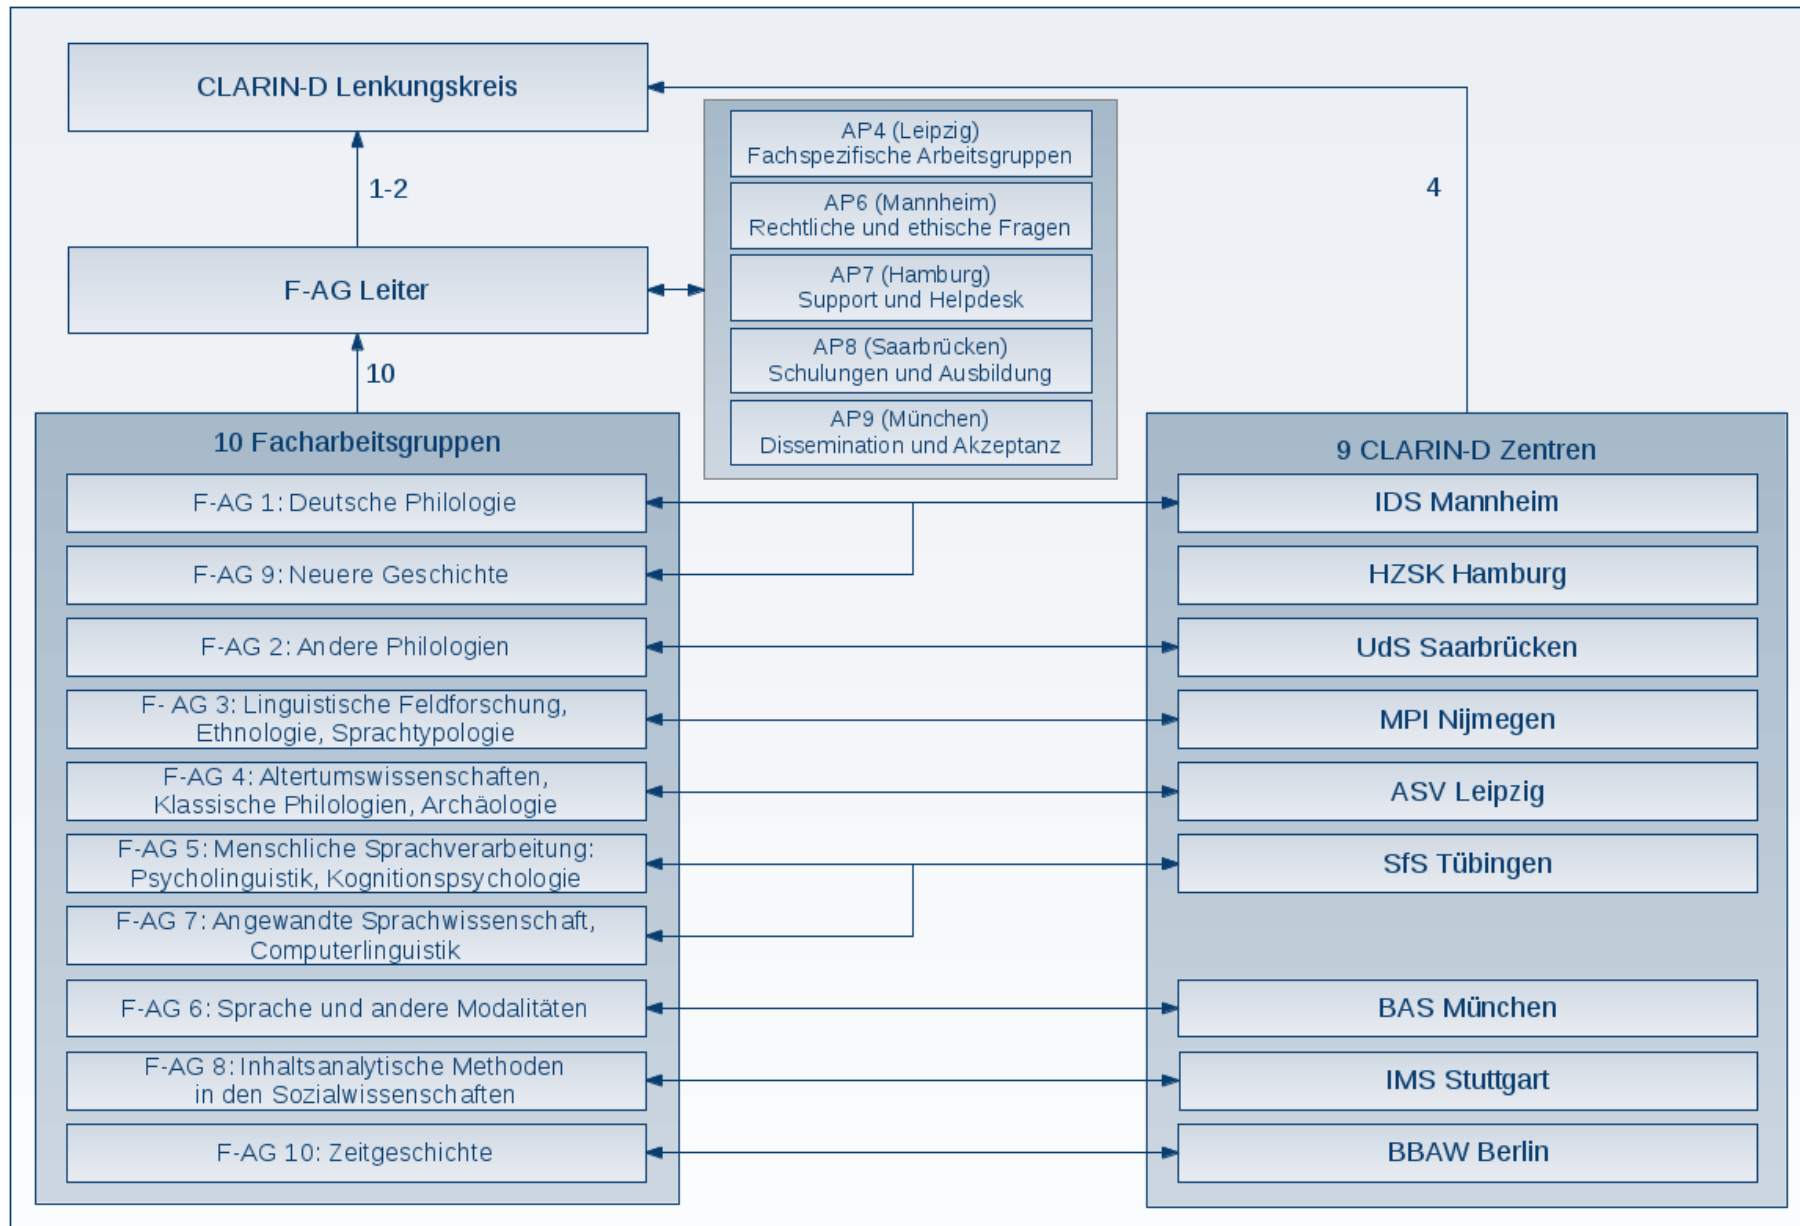 CLARIN-D Lenkungskreis
1-2
F-AG Leiter
10
AP4 (Leipzig)
Fachspezifische Arbeitsgruppen
AP6 (Mannheim)
Rechtliche und ethische Fragen
AP7 (Hamburg)
Support und Helpdesk
AP8 (Saarbrücken)
Schulungen und Ausbildung
AP9 (München)
Dissemination und Akzeptanz
4
10 Facharbeitsgruppen
F-AG 1: Deutsche Philologie
F-AG 9: Neuere Geschichte
F-AG 2: Andere Philologien
F- AG 3: Linguistische Feldforschung,
Ethnologie, Sprachtypologie
F-AG 4: Altertumswissenschaften,
Klassische Philologien, Archäologie
F-AG 5: Menschliche Sprachverarbeitung:
Psycholinguistik, Kognitionspsychologie
F-AG 7: Angewandte Sprachwissenschaft,
Computerlinguistik
F-AG 6: Sprache und andere Modalitäten
F-AG 8: Inhaltsanalytische Methoden
in den Sozialwissenschaften
F-AG 10: Zeitgeschichte
9 CLARIN-D Zentren
IDS Mannheim
HZSK Hamburg
UdS Saarbrücken
MPI Nijmegen
ASV Leipzig
SfS Tübingen
BAS München
IMS Stuttgart
BBAW Berlin